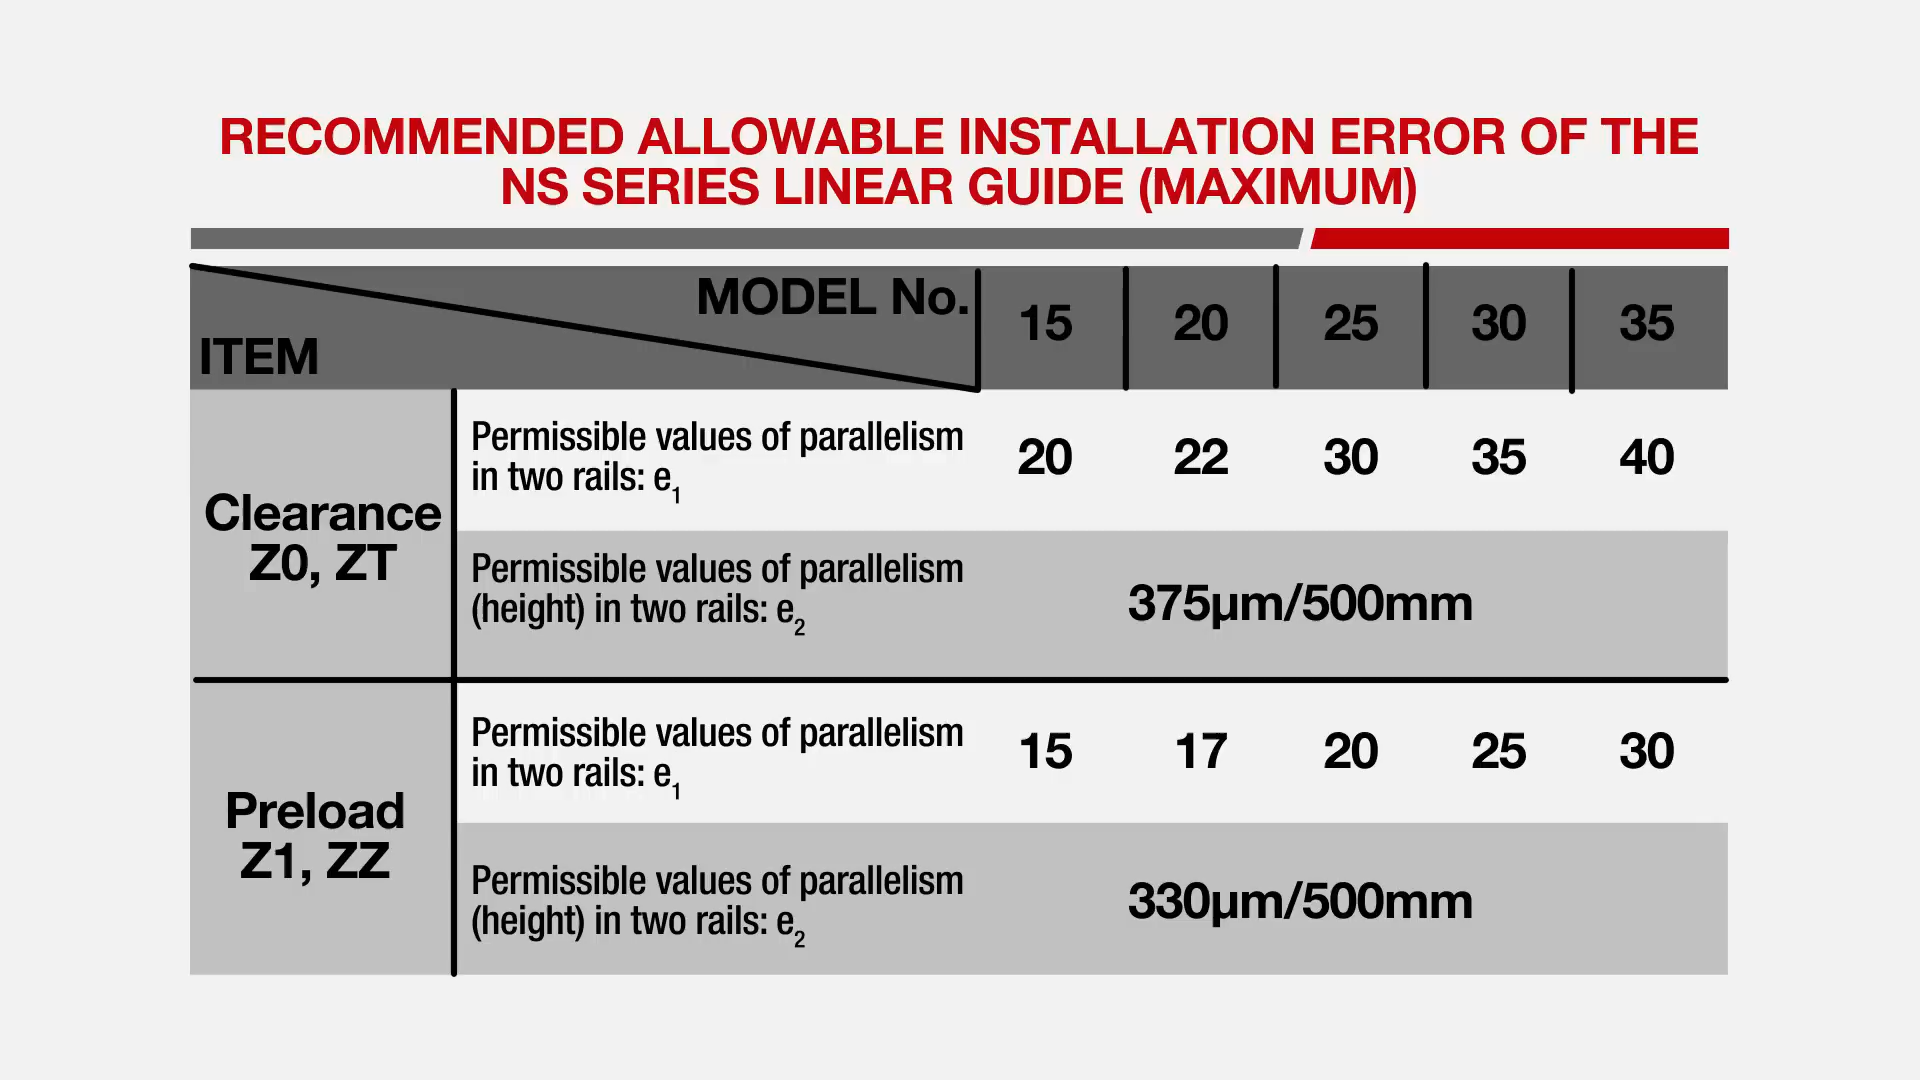 RECOMMENDED ALLOWABLE INSTALLATION ERROR OF THE
NS SERIES LINEAR GUIDE (MAXIMUM)
MODEL No.
ITEM
15 20 25 30 35
Clearance
Z0, ZT
Permissible values of parallelism
in two rails: e1
20 22 30 35 40
Permissible values of parallelism
(height) in two rails: e2
375µm/500mm
Preload
Z1, ZZ
Permissible values of parallelism
in two rails: e1
15 17 20 25 30
Permissible values of parallelism
(height) in two rails: e2
330µm/500mm